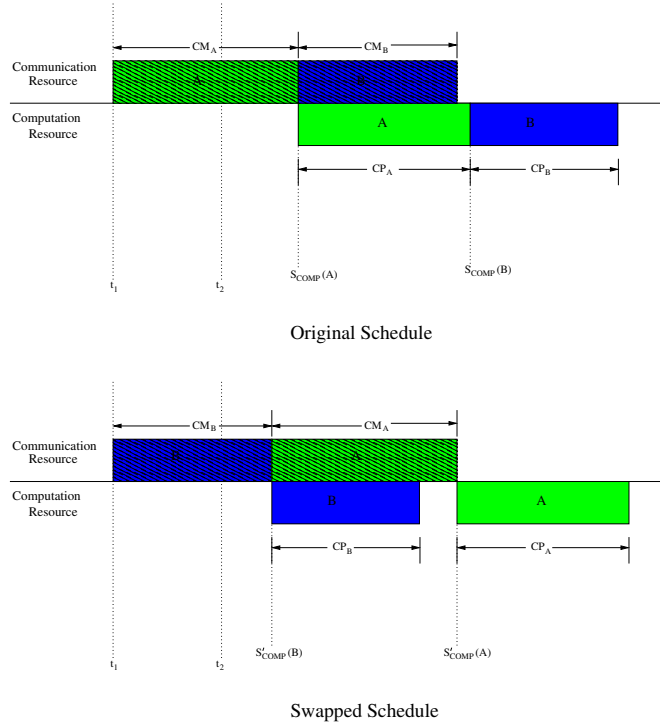 CM_A CM_B
Communication
Resource
A B
Computation
Resource
A B
CP_A CP_B
S_COMP(A) S_COMP(B)
t_1 t_2
Original Schedule
CM_B CM_A
Communication
Resource
B A
Computation
Resource
B A
CP_B CP_A
S'_COMP(B) S'_COMP(A)
t_1 t_2
Swapped Schedule